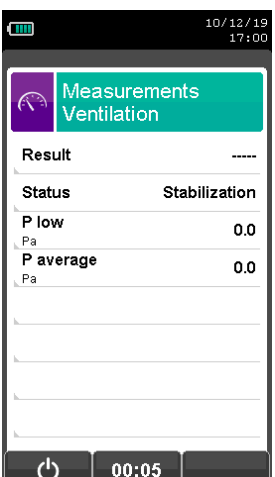 10/12/19
17:00
Measurements
Ventilation
Result -----
Status Stabilization
P low 0.0
Pa
P average 0.0
Pa
00:05